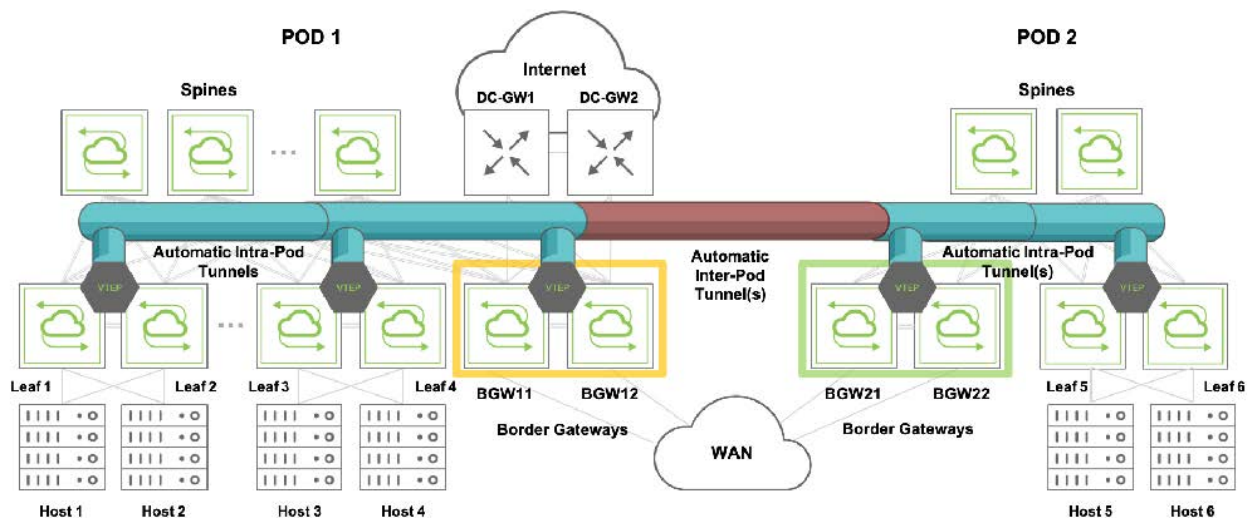 POD 1
POD 2
Internet
Spines
DC-GW1
DC-GW2
Spines
Automatic Intra-Pod
Tunnels
Automatic
Inter-Pod
Tunnel(s)
Automatic Intra-Pod
Tunnel(s)
VTEP
VTEP
VTEP
VTEP
VTEP
Leaf 1
Leaf 2
Leaf 3
Leaf 4
BGW11
BGW12
BGW21
BGW22
Leaf 5
Leaf 6
Border Gateways
WAN
Border Gateways
Host 1
Host 2
Host 3
Host 4
Host 5
Host 6